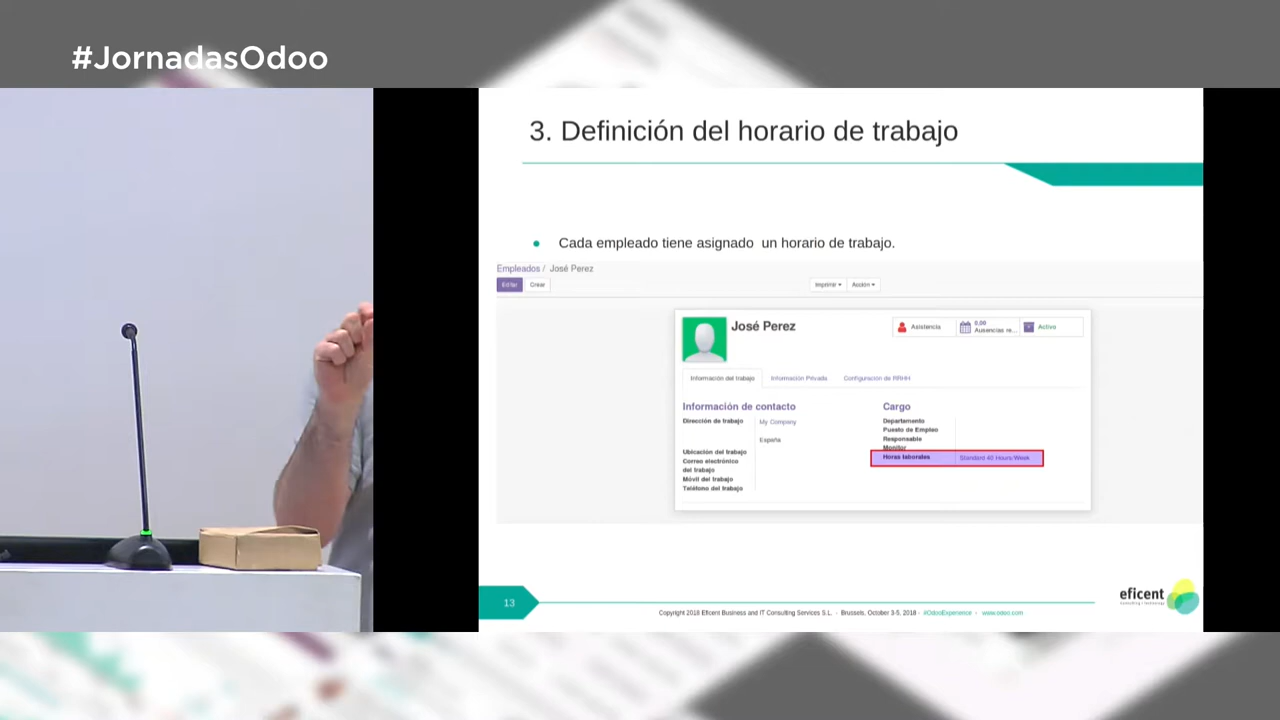 #JornadasOdoo
3. Definición del horario de trabajo
Cada empleado tiene asignado un horario de trabajo.
Empleados / José Perez
Editar Crear Imprimir Acción
José Perez
Asistencia 0.00 Ausencias re... Activo
Información del trabajo Información Privada Configuración de RRHH
Información de contacto
Dirección de trabajo My Company
España
Ubicación del trabajo
Correo electrónico
del trabajo
Móvil del trabajo
Teléfono del trabajo
Cargo
Departamento
Puesto de Empleo
Responsable
Monitor
Horas laborales Standard 40 Hours/Week
13
Copyright 2018 Eficent Business and IT Consulting Services S.L. - Brussels, October 3-5, 2018 - #OdooExperience - www.odoo.com
eficent